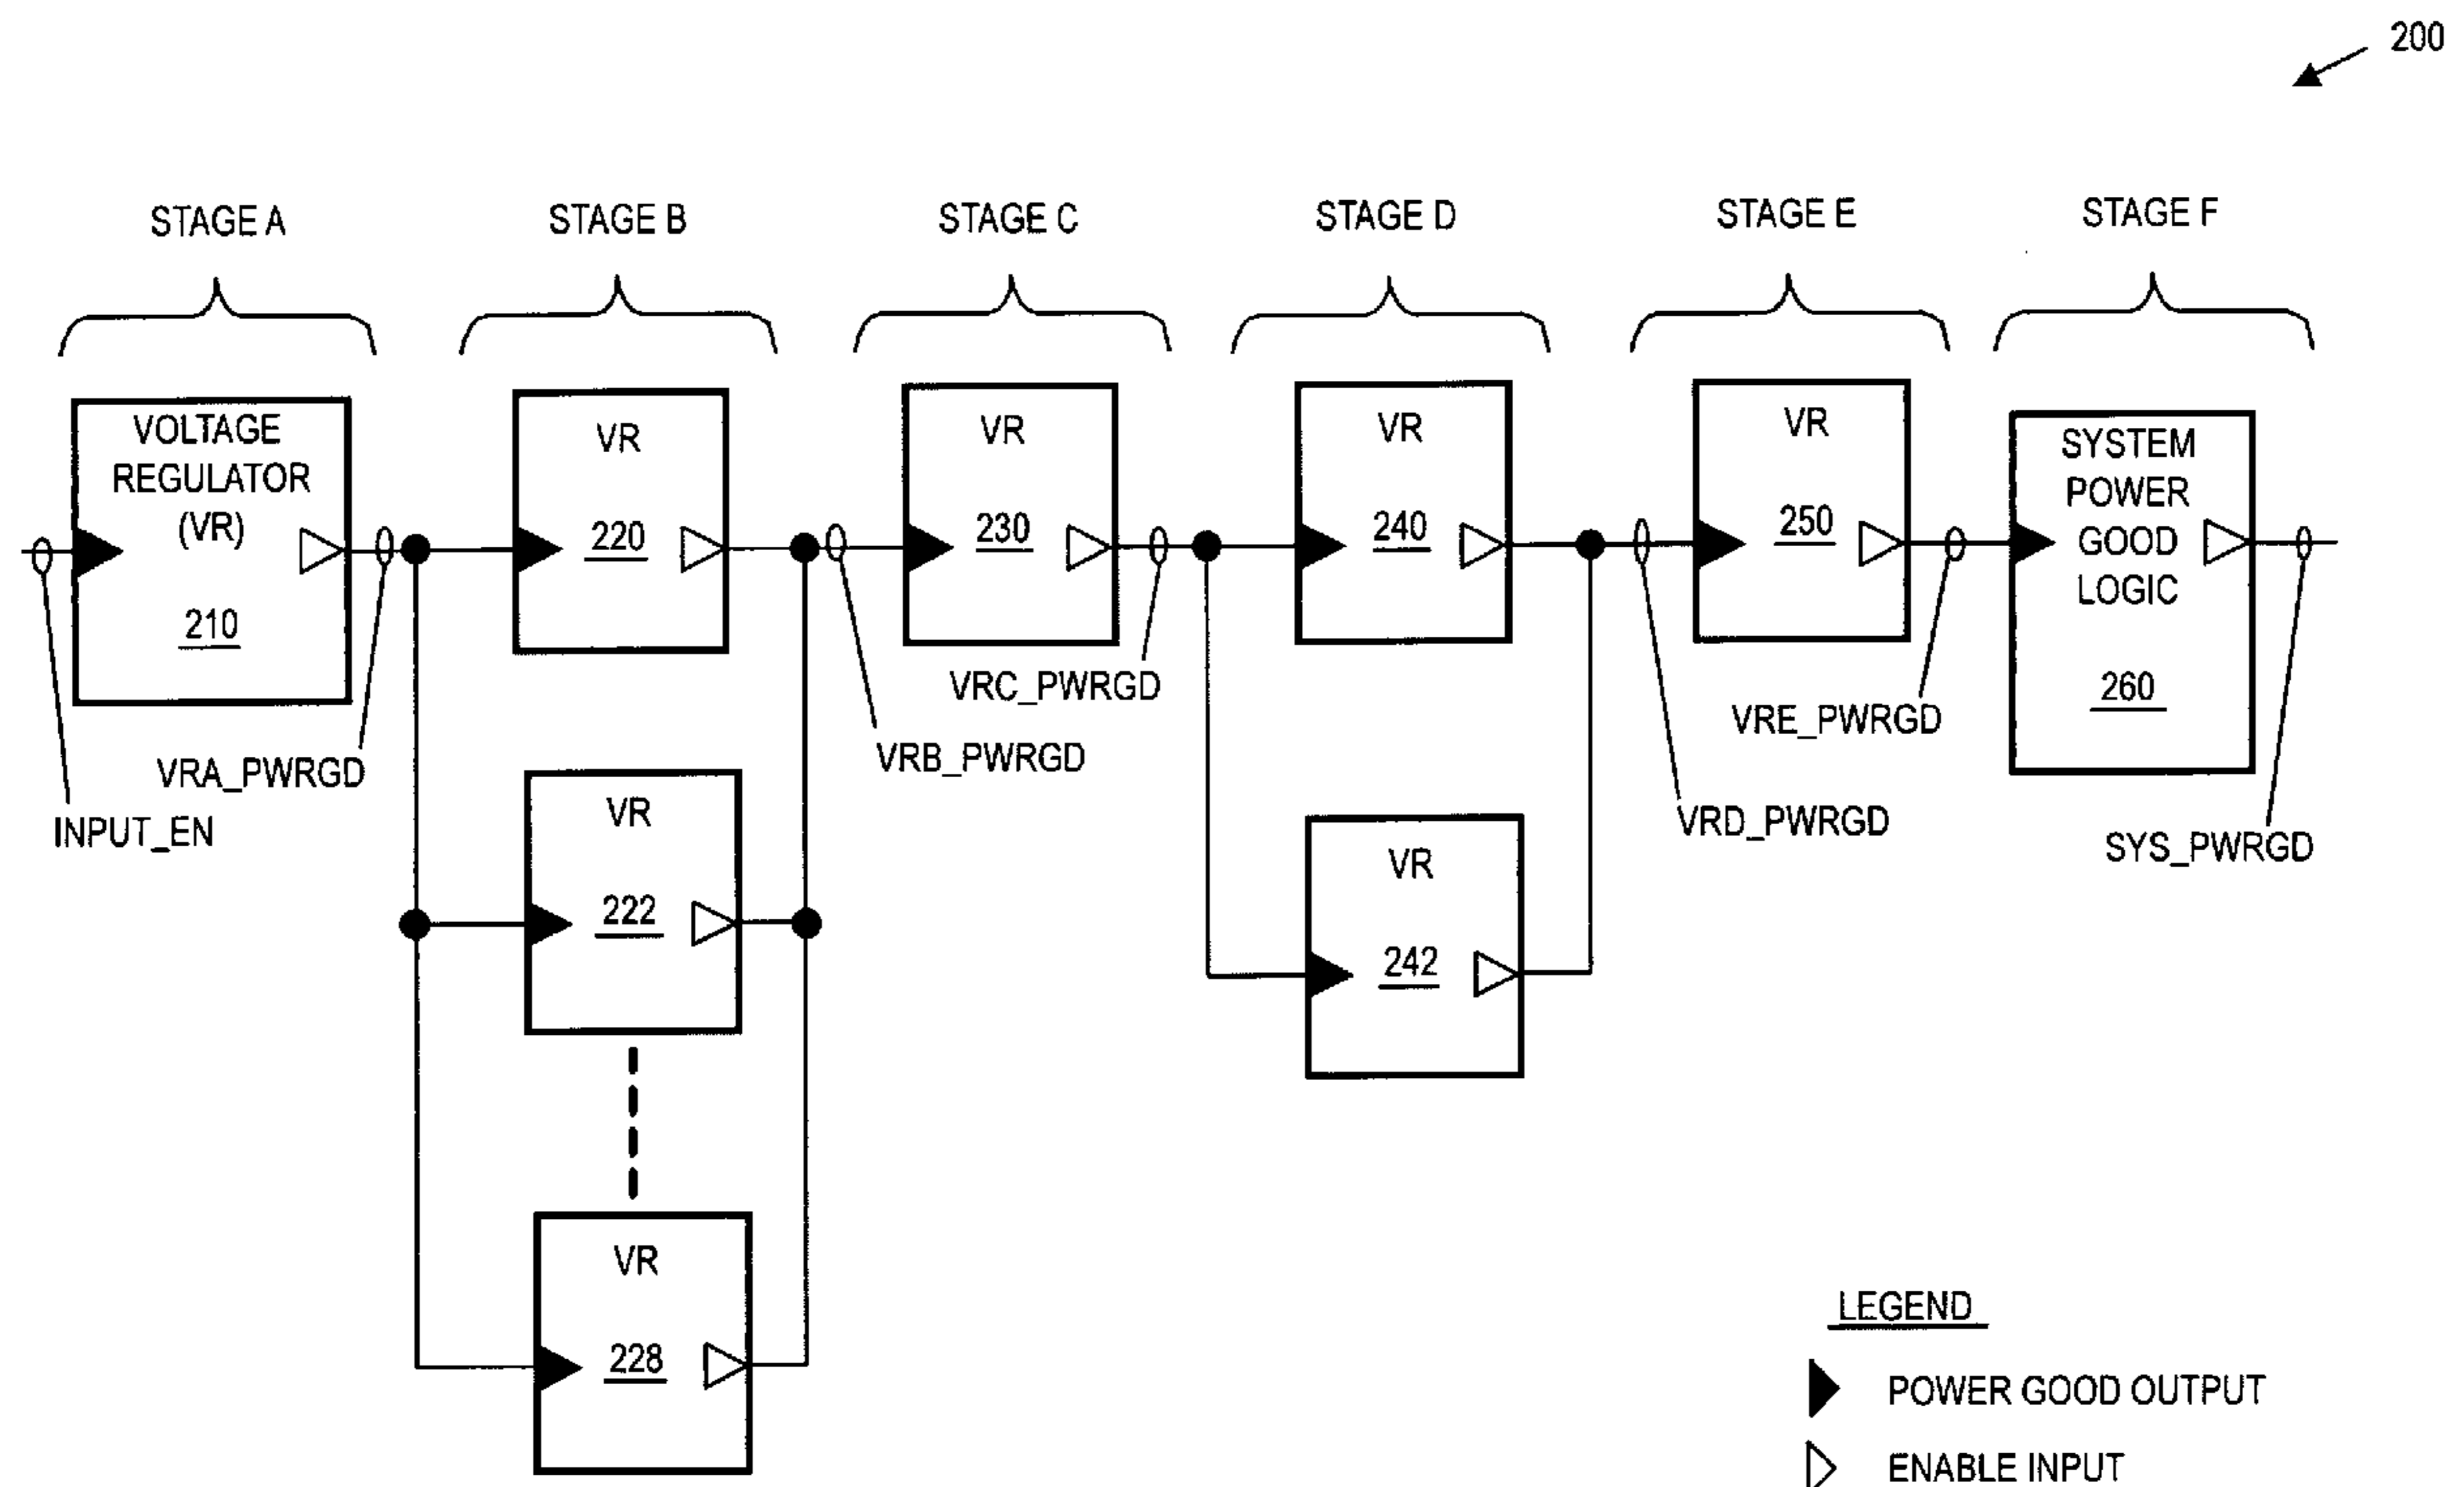 200
STAGE A
STAGE B
STAGE C
STAGE D
STAGE E
STAGE F
VOLTAGE
REGULATOR
(VR)
210
VR
220
VR
230
VR
240
VR
250
SYSTEM
POWER
GOOD
LOGIC
260
INPUT_EN
VRA_PWRGD
VRB_PWRGD
VRC_PWRGD
VRD_PWRGD
VRE_PWRGD
SYS_PWRGD
VR
222
VR
242
VR
228
LEGEND
POWER GOOD OUTPUT
ENABLE INPUT